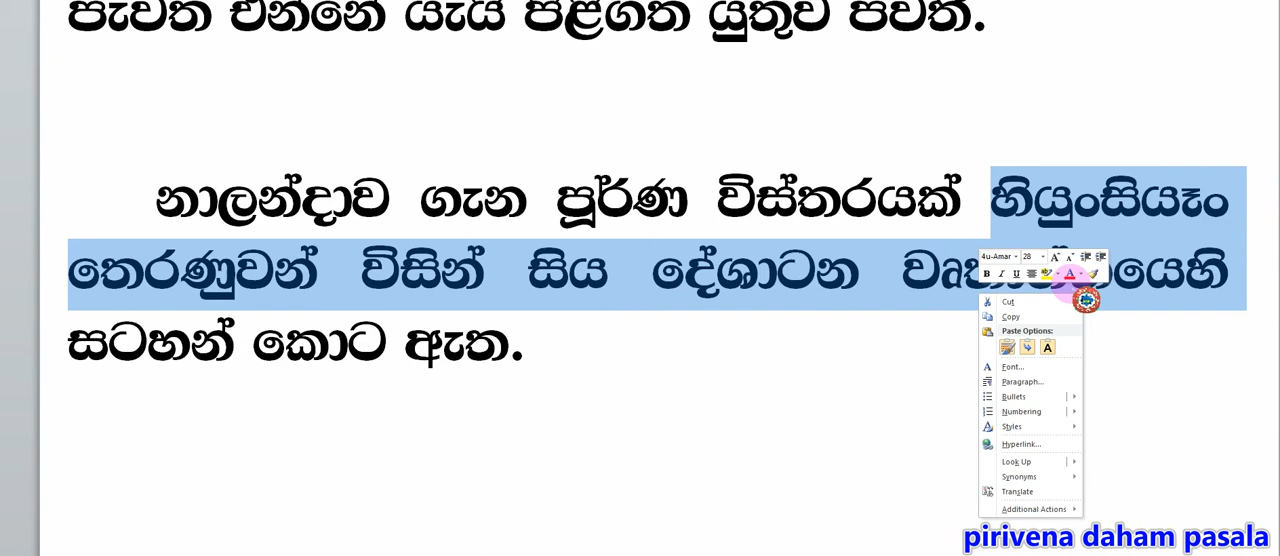 පැවත එන්නේ යැයි පිළිගත යුතුව පවතී.
නාලන්දාව ගැන පූර්ණ විස්තරයක් හියුංසියෑං
තෙරණුවන් විසින් සිය දේශාටන
සටහන් කොට ඇත.
4u-Amar 28
B I U
Cut
Copy
Paste Options:
Font...
Paragraph...
Bullets
Numbering
Styles
Hyperlink...
Look Up
Synonyms
Translate
Additional Actions
pirivena daham pasala